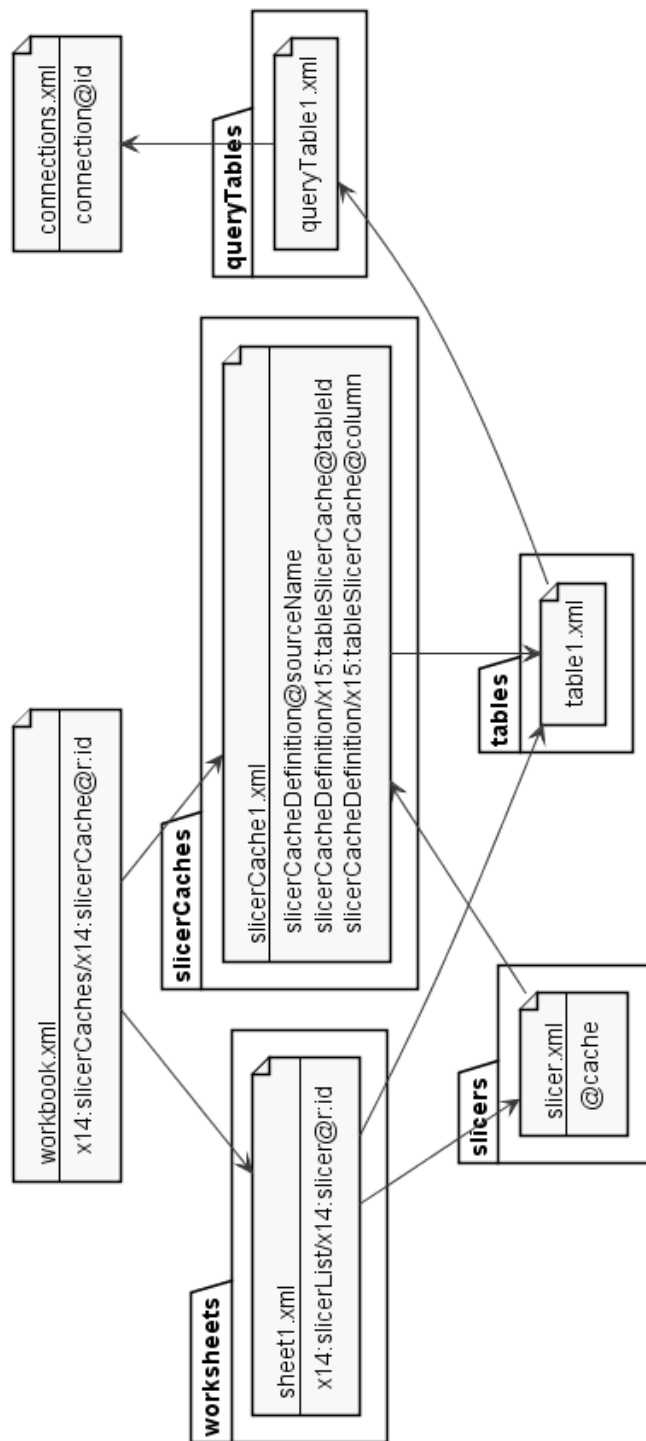 workbook.xml
x14:slicerCaches/x14:slicerCache@r:id
connections.xml
connection@id
worksheets
sheet1.xml
x14:slicerList/x14:slicer@r:id
slicerCaches
slicerCache1.xml
slicerCacheDefinition@sourceName
slicerCacheDefinition/x15:tableSlicerCache@tableId
slicerCacheDefinition/x15:tableSlicerCache@column
queryTables
queryTable1.xml
slicers
slicer.xml
@cache
tables
table1.xml